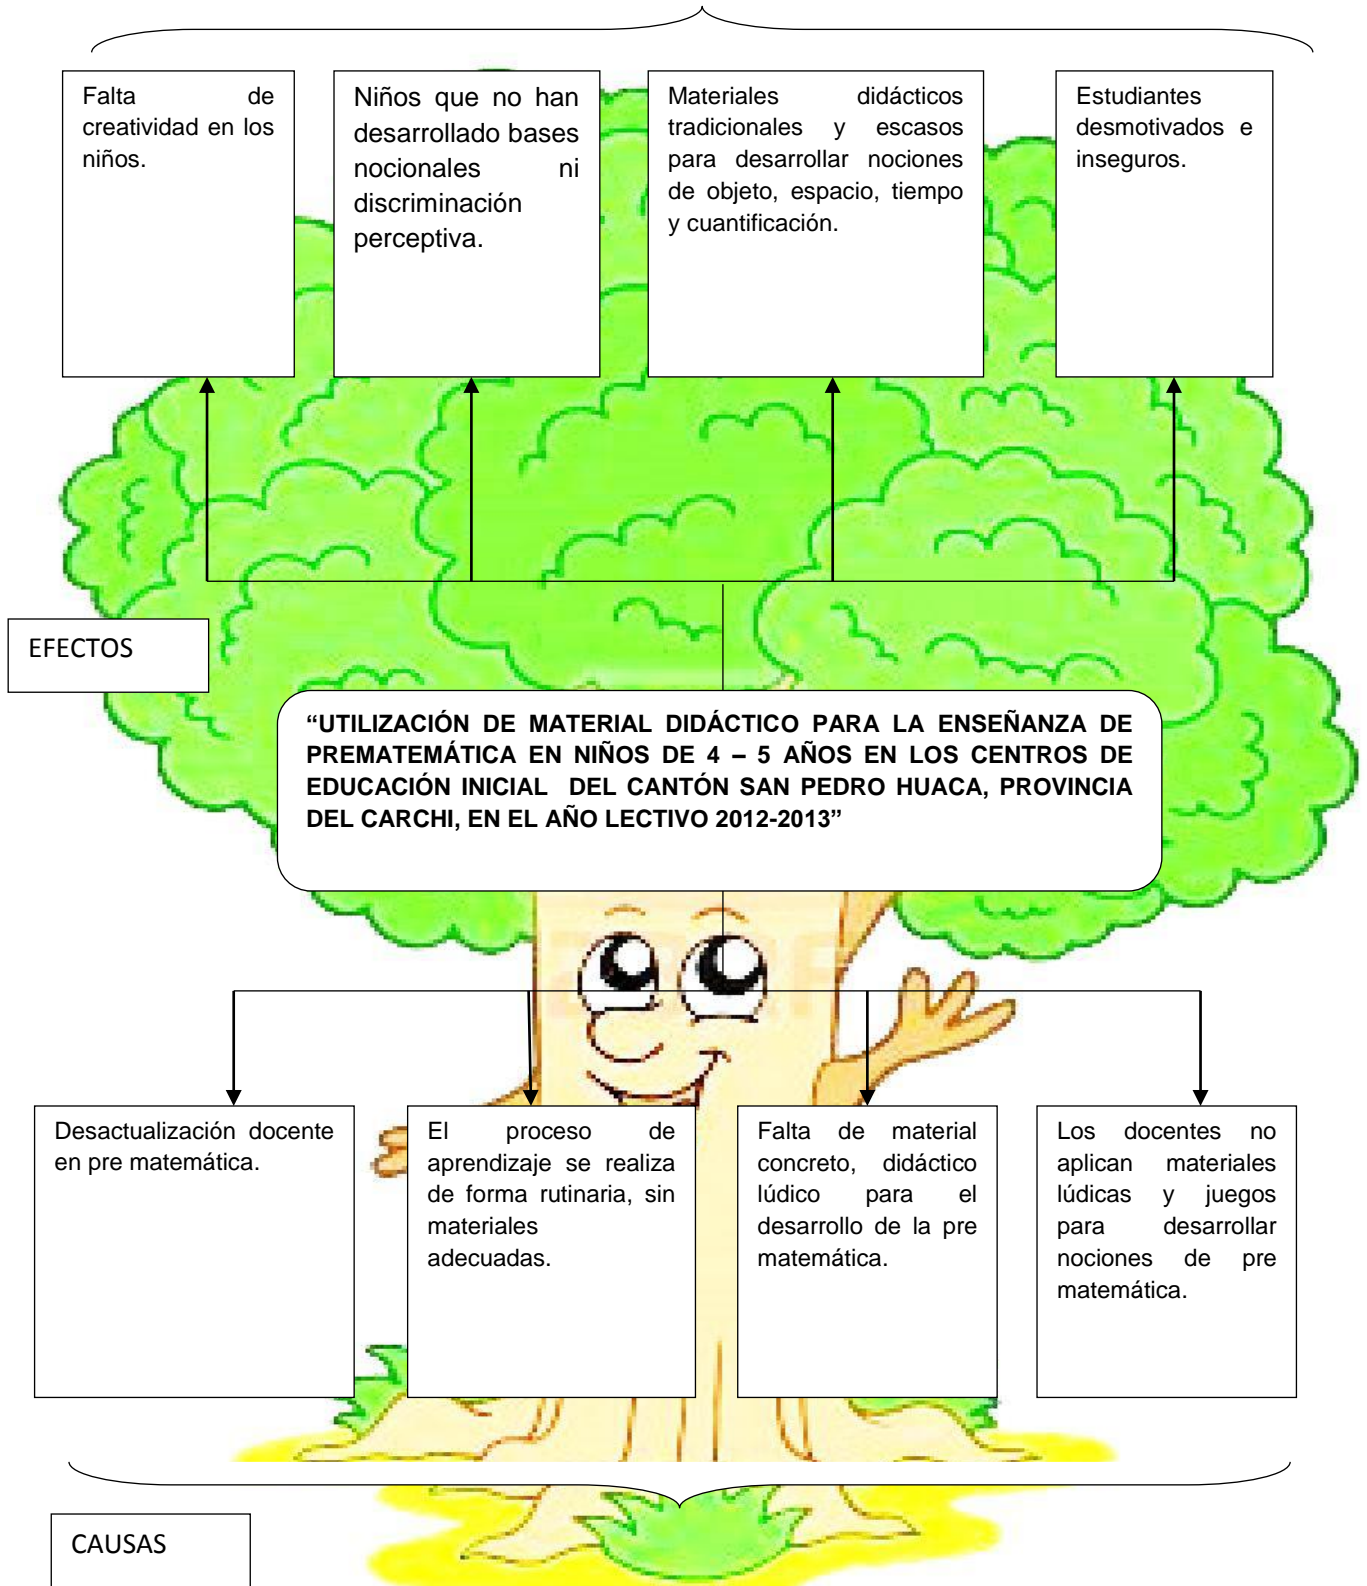 Falta de
creatividad en los
niños.
Niños que no han
desarrollado bases
nocionales ni
discriminación
perceptiva.
Materiales didácticos
tradicionales y escasos
para desarrollar nociones
de objeto, espacio, tiempo
y cuantificación.
Estudiantes
desmotivados e
inseguros.
EFECTOS
“UTILIZACIÓN DE MATERIAL DIDÁCTICO PARA LA ENSEÑANZA DE
PREMATEMÁTICA EN NIÑOS DE 4 – 5 AÑOS EN LOS CENTROS DE
EDUCACIÓN INICIAL DEL CANTÓN SAN PEDRO HUACA, PROVINCIA
DEL CARCHI, EN EL AÑO LECTIVO 2012-2013”
Desactualización docente
en pre matemática.
El proceso de
aprendizaje se realiza
de forma rutinaria, sin
materiales
adecuadas.
Falta de material
concreto, didáctico
lúdico para el
desarrollo de la pre
matemática.
Los docentes no
aplican materiales
lúdicas y juegos
para desarrollar
nociones de pre
matemática.
CAUSAS